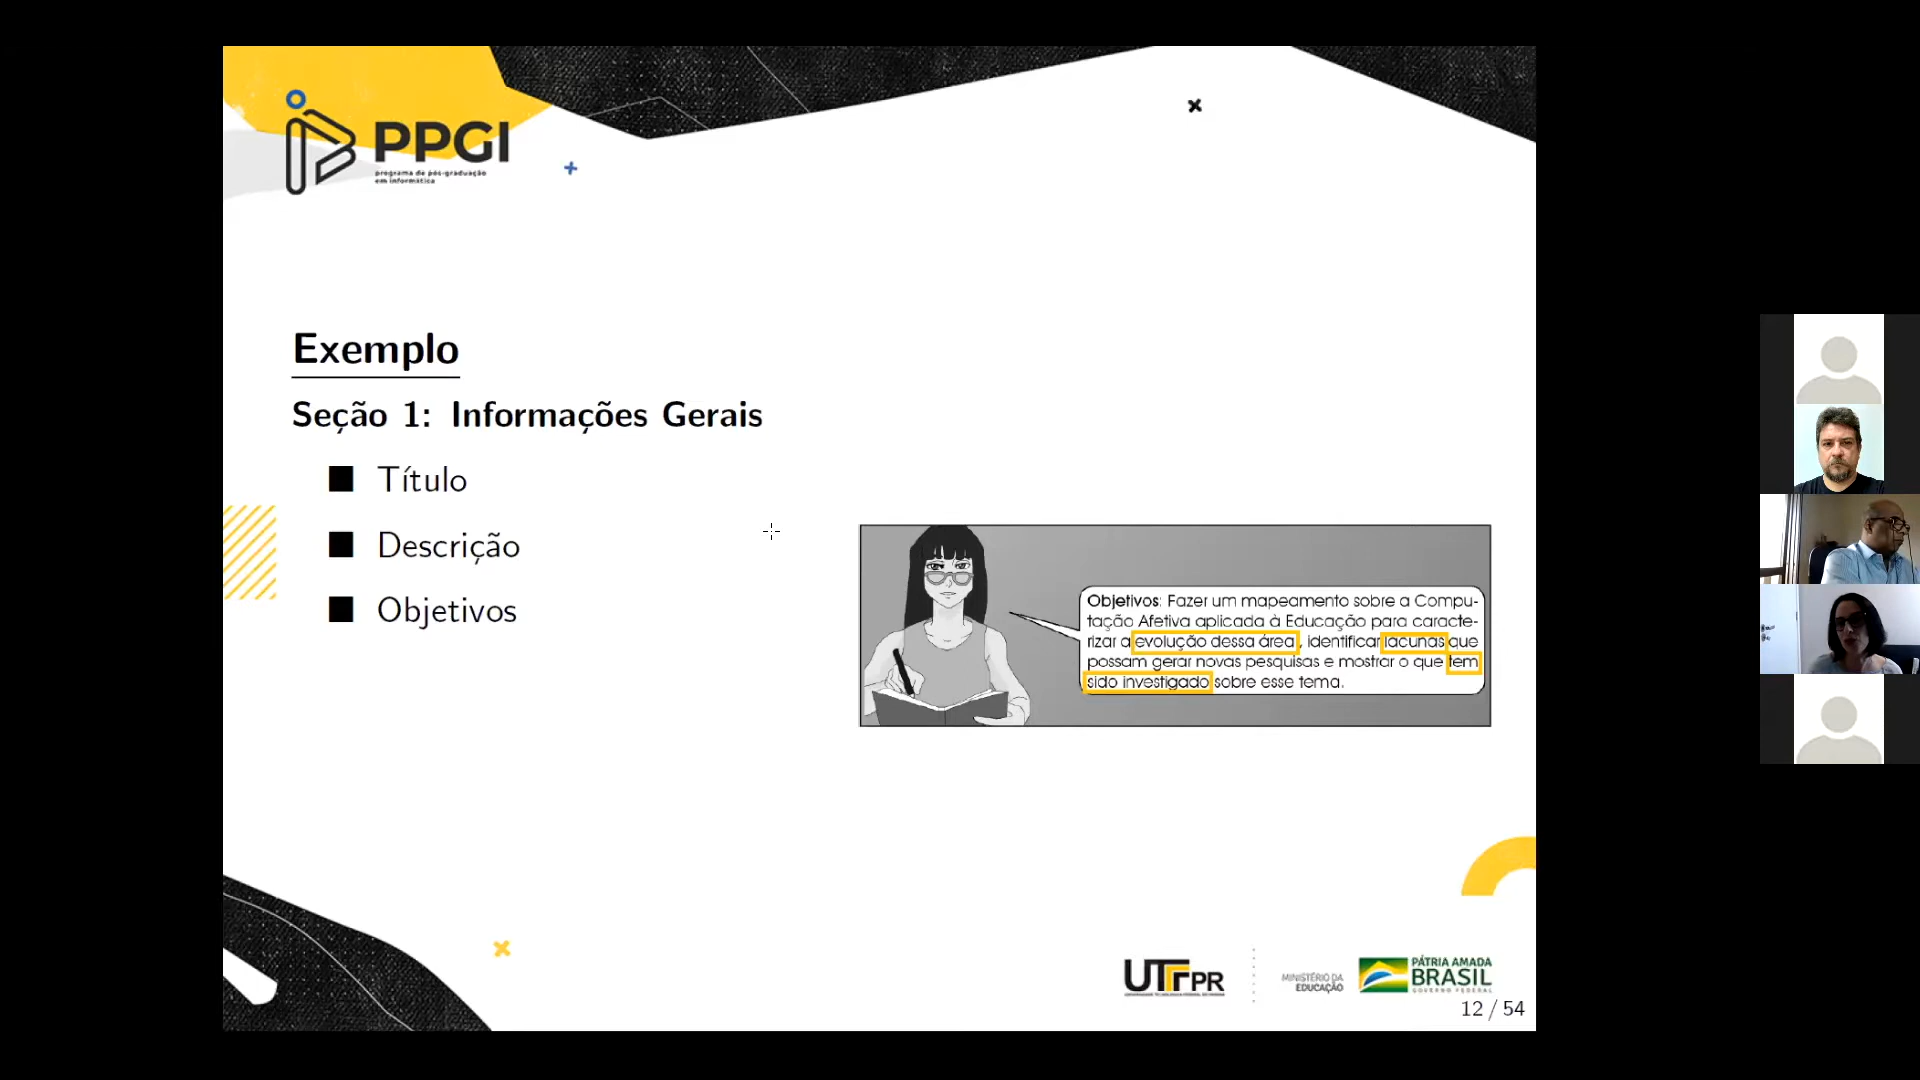 PPGI
programa de pós-graduação
em informática
Exemplo
Seção 1: Informações Gerais
Título
Descrição
Objetivos
Objetivos: Fazer um mapeamento sobre a Compu-
tação Afetiva aplicada à Educação para caracte-
rizar a evolução dessa área, identificar lacunas que
possam gerar novas pesquisas e mostrar o que tem
sido investigado sobre esse tema.
UTFPR
MINISTÉRIO DA
EDUCAÇÃO
PÁTRIA AMADA
BRASIL
GOVERNO FEDERAL
12 / 54